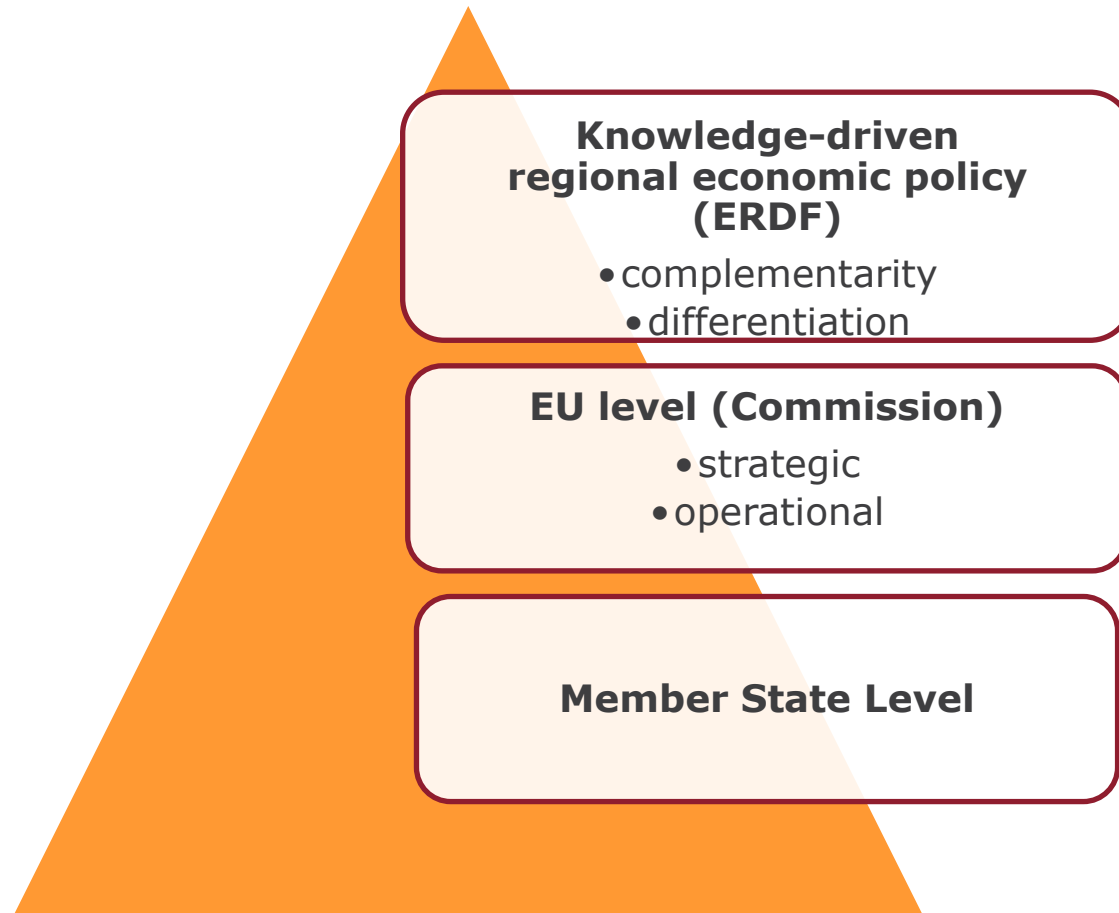 Knowledge-driven
regional economic policy
(ERDF)
•complementarity
•differentiation
EU level (Commission)
•strategic
•operational
Member State Level